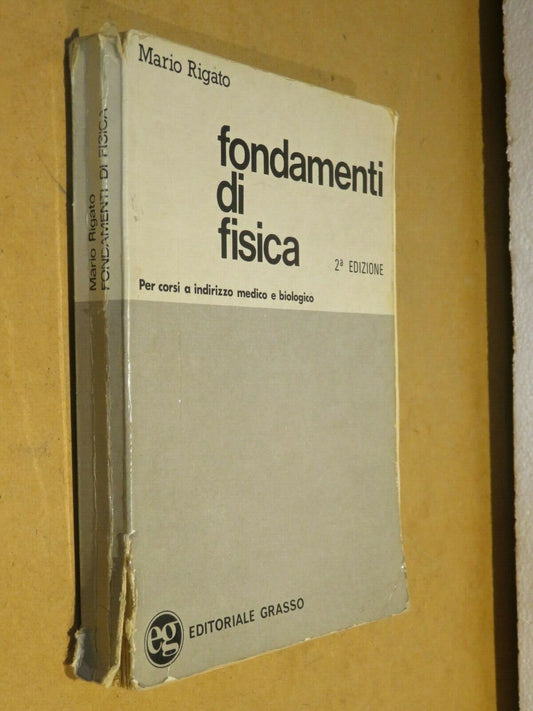 Mario Rigato
fondamenti
di
fisica
2ª EDIZIONE
Per corsi a indirizzo medico e biologico
eg EDITORIALE GRASSO
Mario Rigato
FONDAMENTI DI FISICA